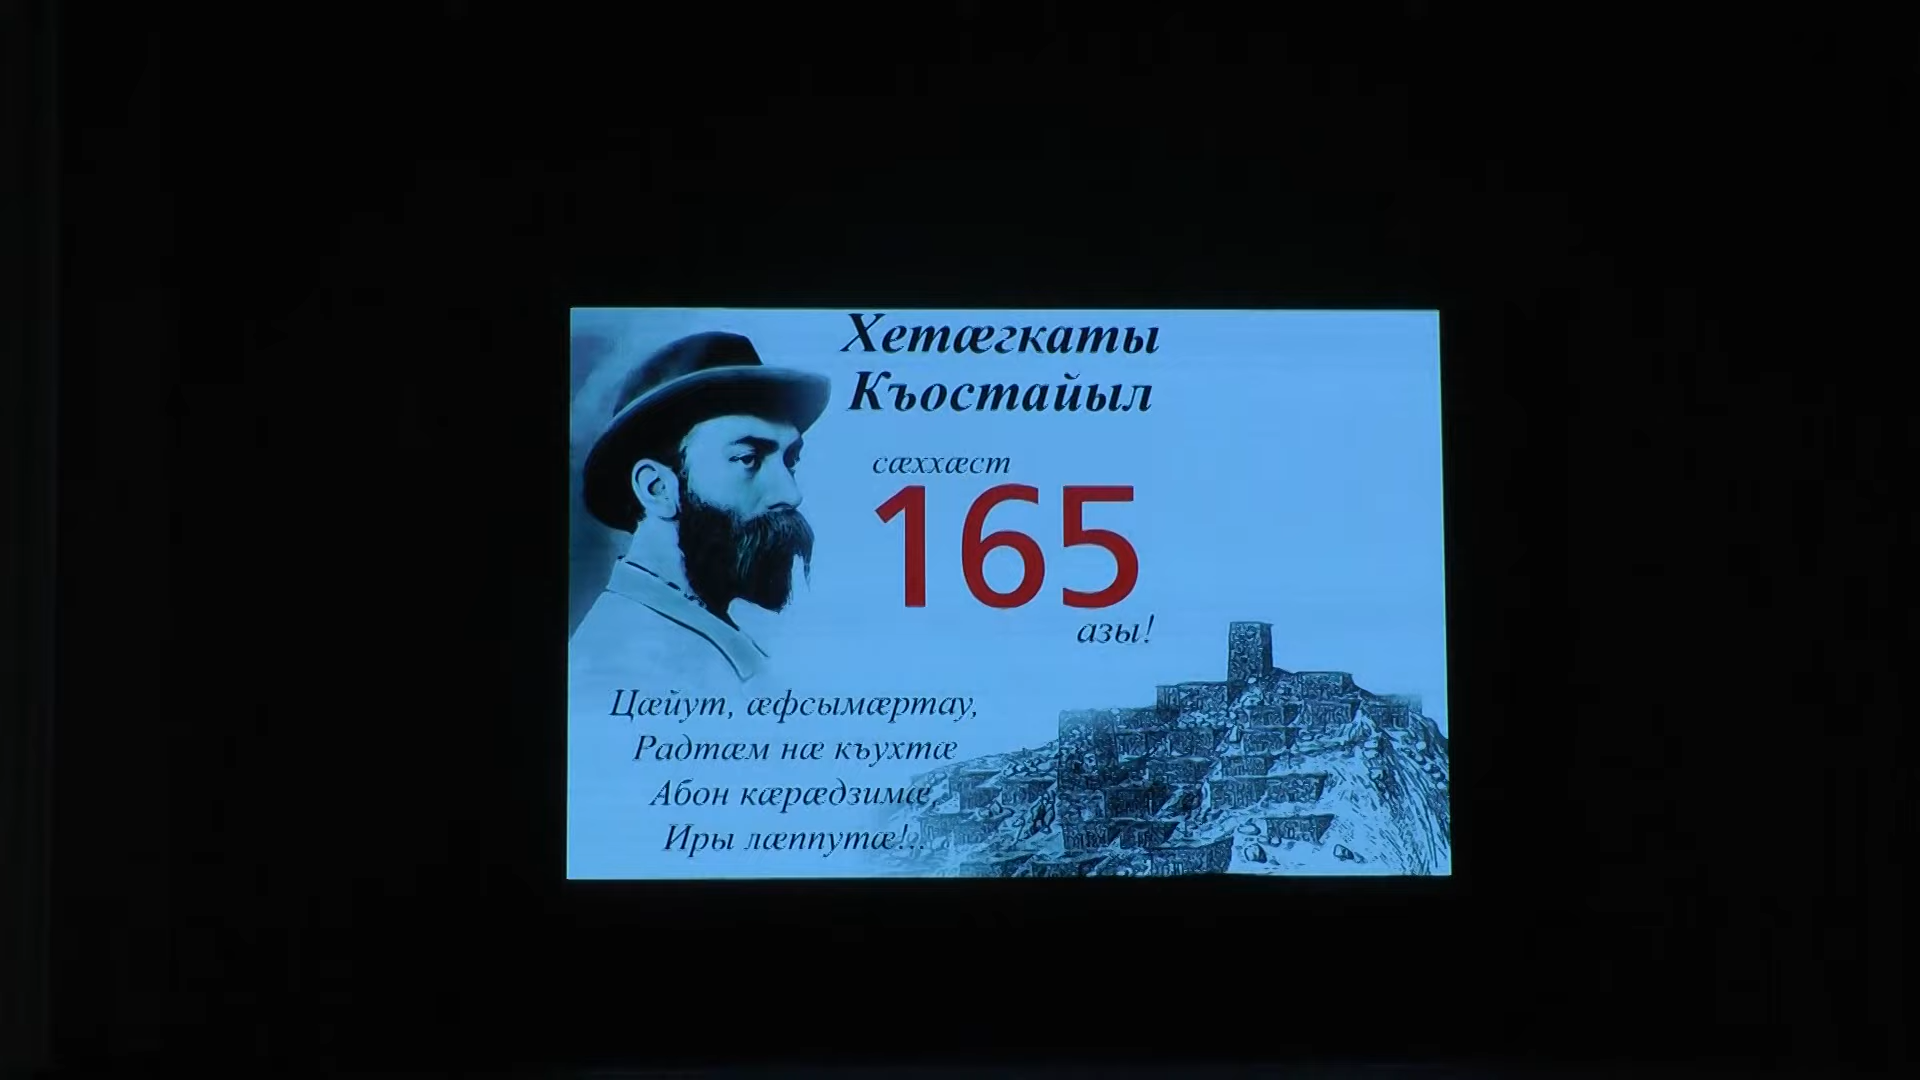 Хетæгкаты
Къостайыл
сæххæст
165
азы!
Цæйут, æфсымæртау,
Радтæм нæ къухтæ
Абон кæрæдзимæ,
Иры лæппутæ!..